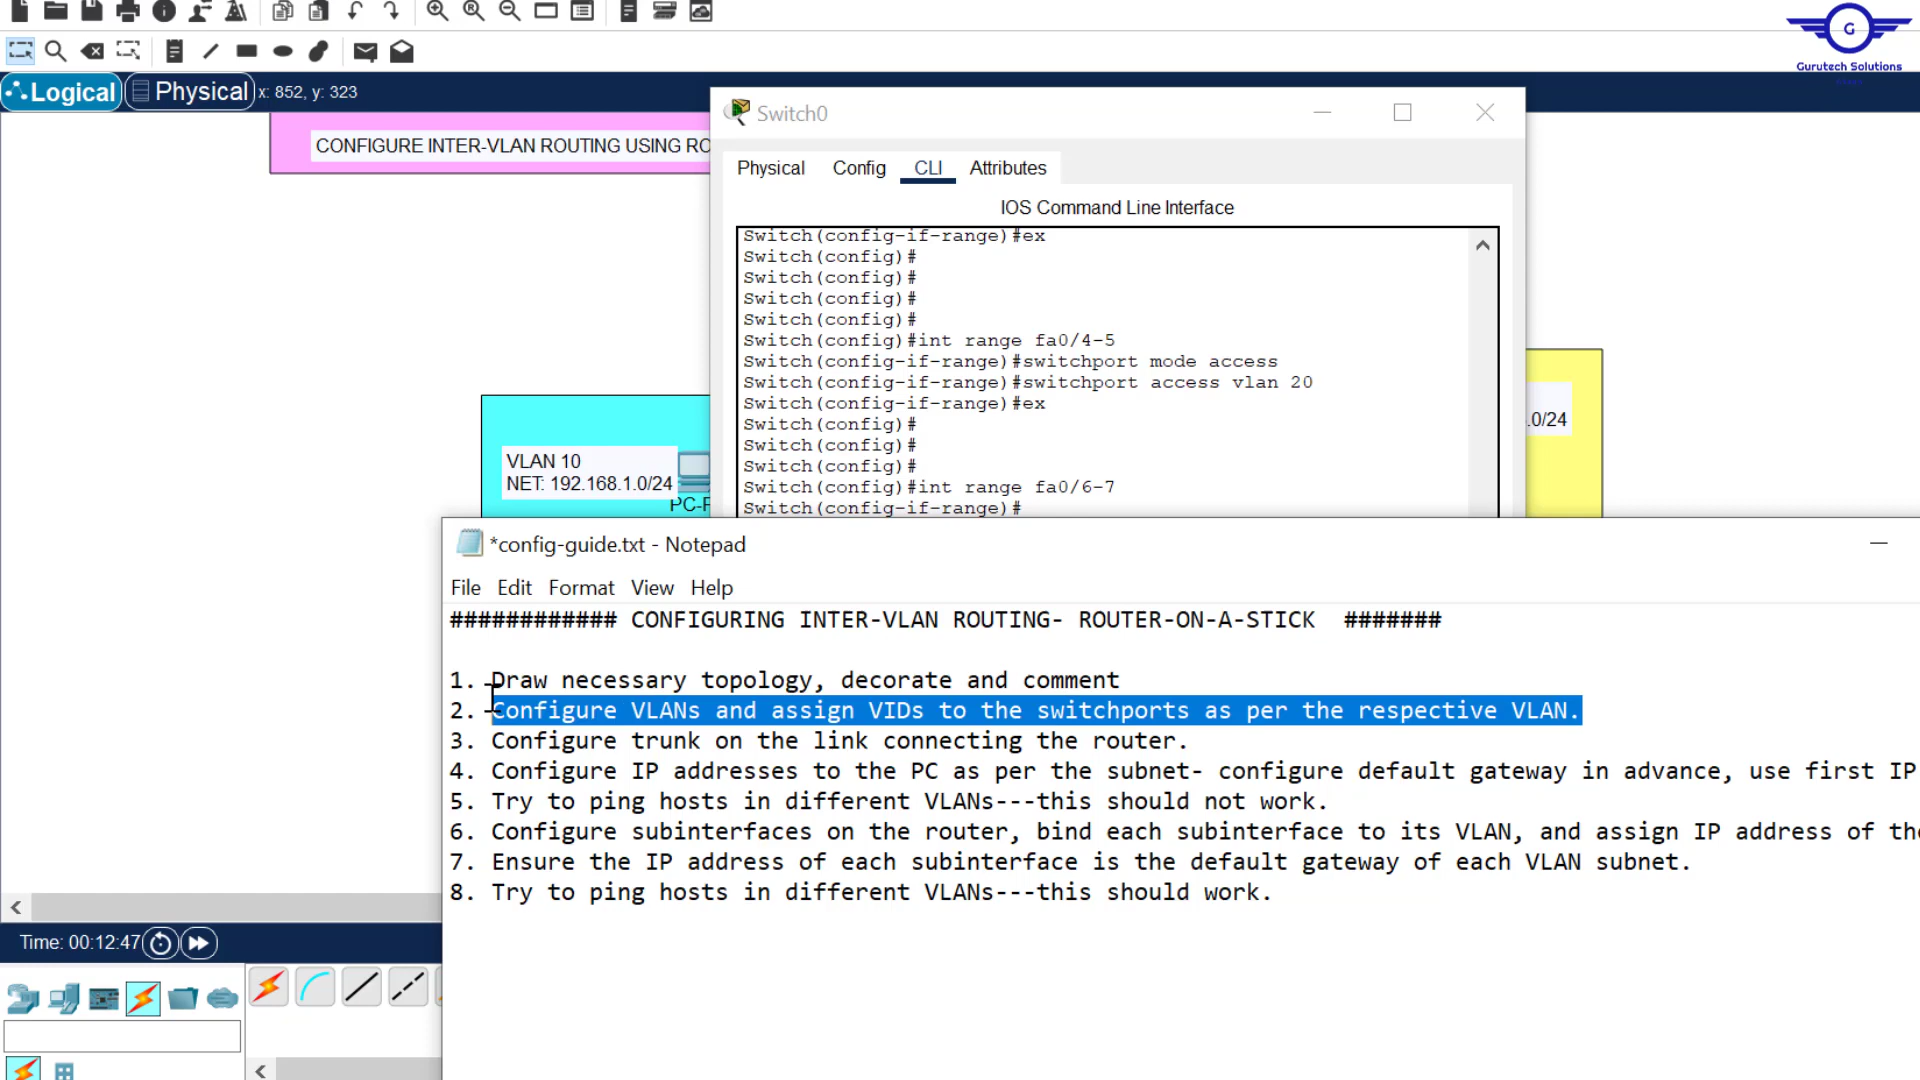 G
Gurutech Solutions
Logical
Physical
x: 852, y: 323
CONFIGURE INTER-VLAN ROUTING USING RO
Switch0
Physical
Config
CLI
Attributes
IOS Command Line Interface
Switch(config-if-range)#ex
Switch(config)#
Switch(config)#
Switch(config)#
Switch(config)#
Switch(config)#int range fa0/4-5
Switch(config-if-range)#switchport mode access
Switch(config-if-range)#switchport access vlan 20
Switch(config-if-range)#ex
Switch(config)#
Switch(config)#
Switch(config)#
Switch(config)#int range fa0/6-7
Switch(config-if-range)#
.0/24
VLAN 10
NET: 192.168.1.0/24
PC-P
*config-guide.txt - Notepad
File Edit Format View Help
############ CONFIGURING INTER-VLAN ROUTING- ROUTER-ON-A-STICK #######
1. Draw necessary topology, decorate and comment
2. Configure VLANs and assign VIDs to the switchports as per the respective VLAN.
3. Configure trunk on the link connecting the router.
4. Configure IP addresses to the PC as per the subnet- configure default gateway in advance, use first IP
5. Try to ping hosts in different VLANs---this should not work.
6. Configure subinterfaces on the router, bind each subinterface to its VLAN, and assign IP address of the
7. Ensure the IP address of each subinterface is the default gateway of each VLAN subnet.
8. Try to ping hosts in different VLANs---this should work.
Time: 00:12:47